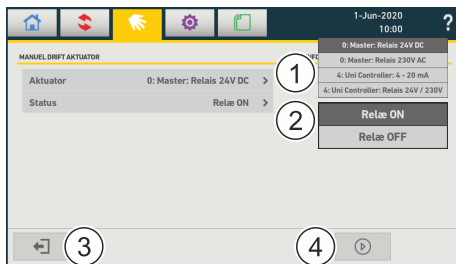 1-Jun-2020
10:00
?
MANUEL DRIFT AKTUATOR
NFO
Aktuator 0: Master: Relais 24V DC >
Status Relæ ON >
1
0: Master: Relais 24V DC
0: Master: Relais 230V AC
4: Uni Controller: 4 - 20 mA
4: Uni Controller: Relais 24V / 230V
2
Relæ ON
Relæ OFF
3
4